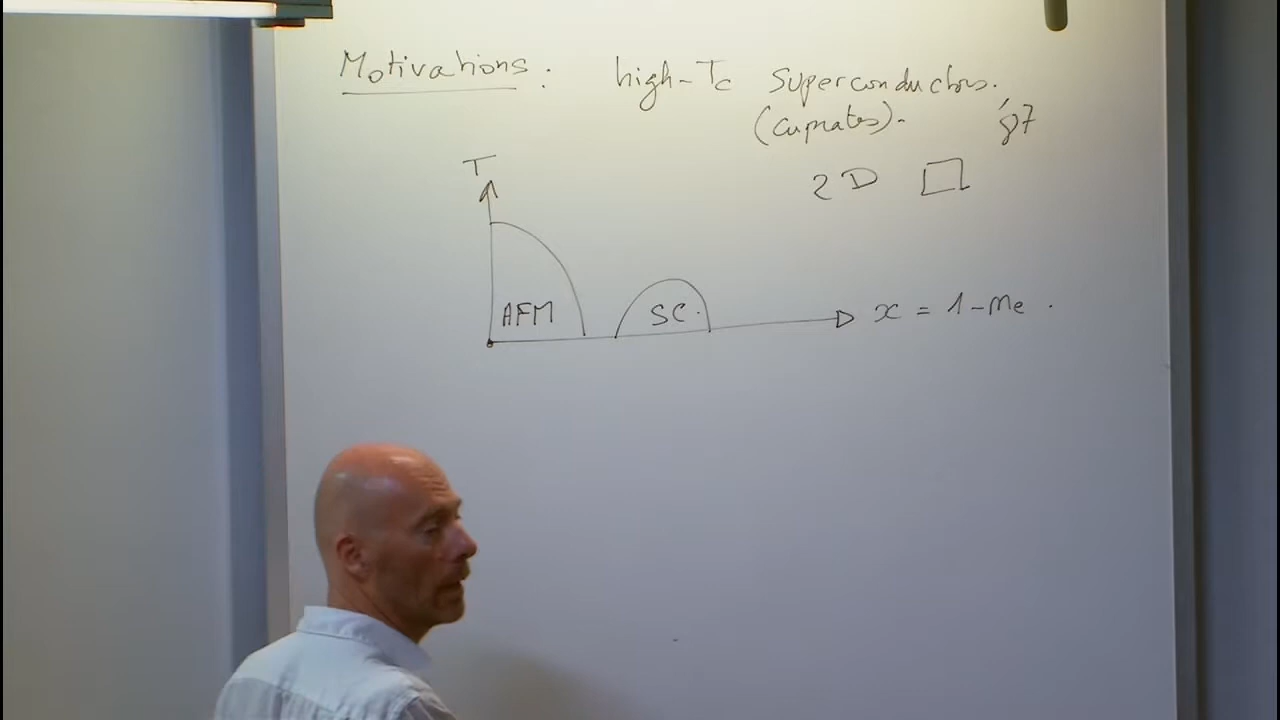 Motivations : high-Tc Superconductors.
(Cuprates). '87
2D □
T
AFM
SC.
x = 1-ne .